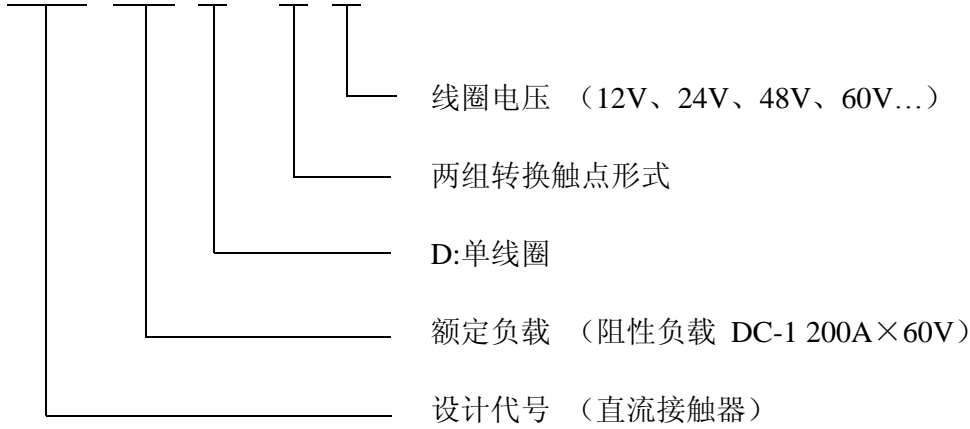 线圈电压 （12V、24V、48V、60V…）
两组转换触点形式
D:单线圈
额定负载 （阻性负载 DC-1 200A×60V）
设计代号 （直流接触器）